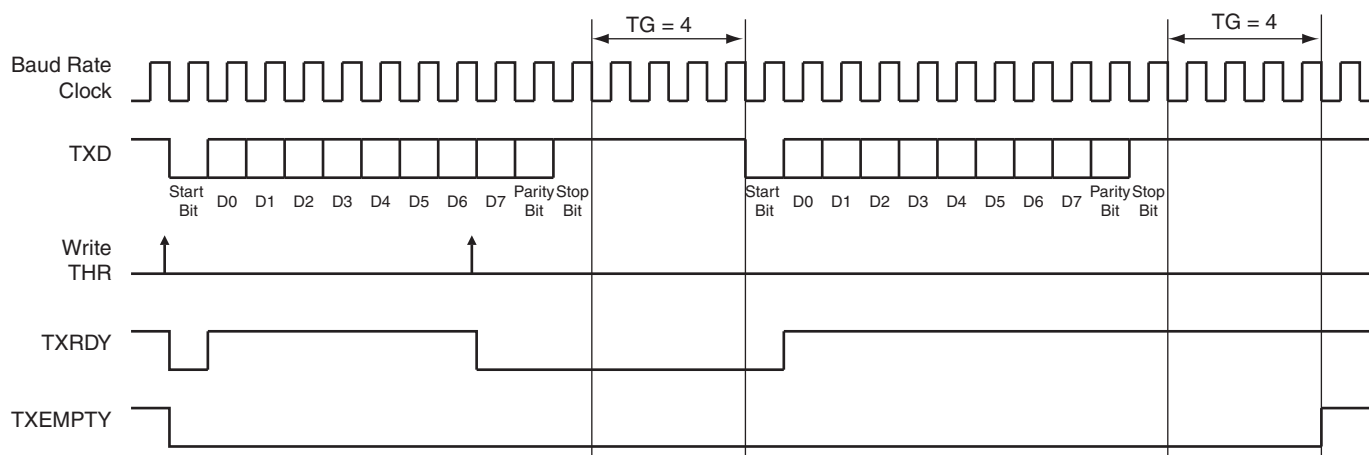 TG = 4
TG = 4
Baud Rate
Clock
TXD
Start
Bit
D0
D1
D2
D3
D4
D5
D6
D7
Parity
Bit
Stop
Bit
Start
Bit
D0
D1
D2
D3
D4
D5
D6
D7
Parity
Bit
Stop
Bit
Write
THR
TXRDY
TXEMPTY